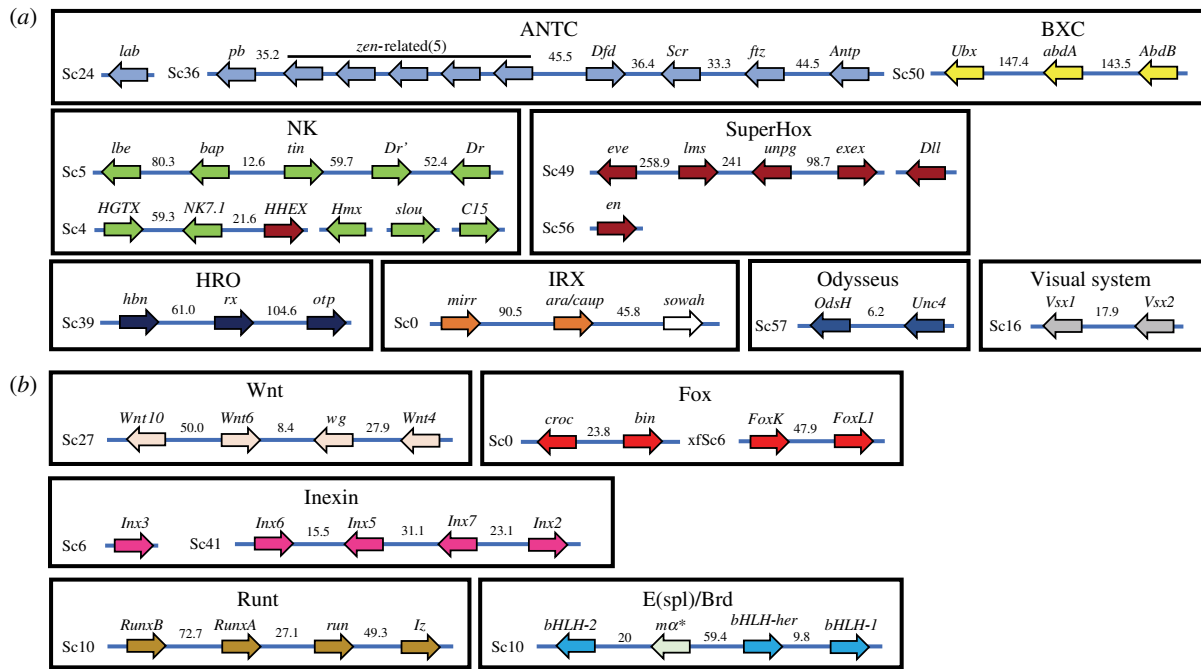 (a)
ANTC
BXC
lab
pb
35.2
zen-related(5)
45.5
Dfd
36.4
Scr
33.3
ftz
44.5
Antp
Ubx
147.4
abdA
143.5
AbdB
Sc24
Sc36
Sc50
NK
lbe
80.3
bap
12.6
tin
59.7
Dr'
52.4
Dr
Sc5
HGTX
59.3
NK7.1
21.6
HHEX
Hmx
slou
C15
Sc4
SuperHox
eve
258.9
lms
241
unpg
98.7
exex
Dll
Sc49
en
Sc56
HRO
hbn
61.0
rx
104.6
otp
Sc39
IRX
mirr
90.5
ara/caup
45.8
sowah
Sc0
Odysseus
OdsH
6.2
Unc4
Sc57
Visual system
Vsx1
17.9
Vsx2
Sc16
(b)
Wnt
Wnt10
50.0
Wnt6
8.4
wg
27.9
Wnt4
Sc27
Fox
croc
23.8
bin
Sc0
xfSc6
FoxK
47.9
FoxL1
Inexin
Inx3
Sc6
Sc41
Inx6
15.5
Inx5
31.1
Inx7
23.1
Inx2
Runt
RunxB
72.7
RunxA
27.1
run
49.3
Iz
Sc10
E(spl)/Brd
bHLH-2
20
mα*
59.4
bHLH-her
9.8
bHLH-1
Sc10